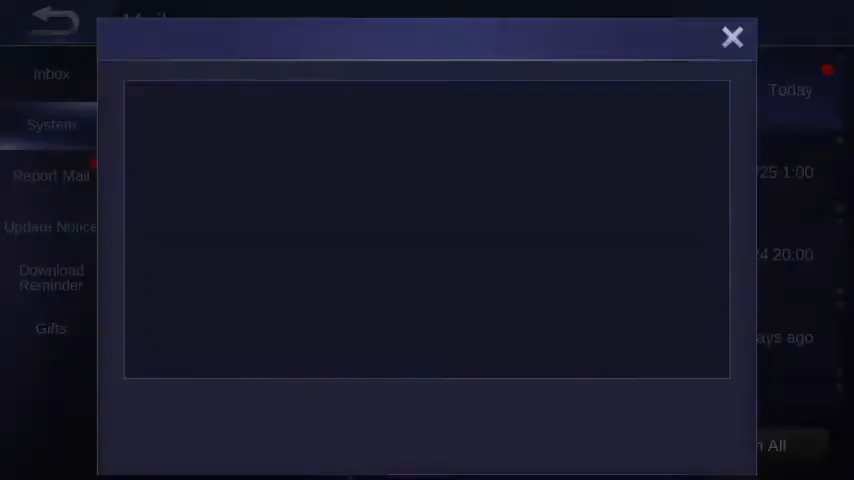 Mail
Inbox
Today
System
Report Mail
/25 1:00
Update Notice
24 20:00
Download
Reminder
Gifts
ays ago
n All